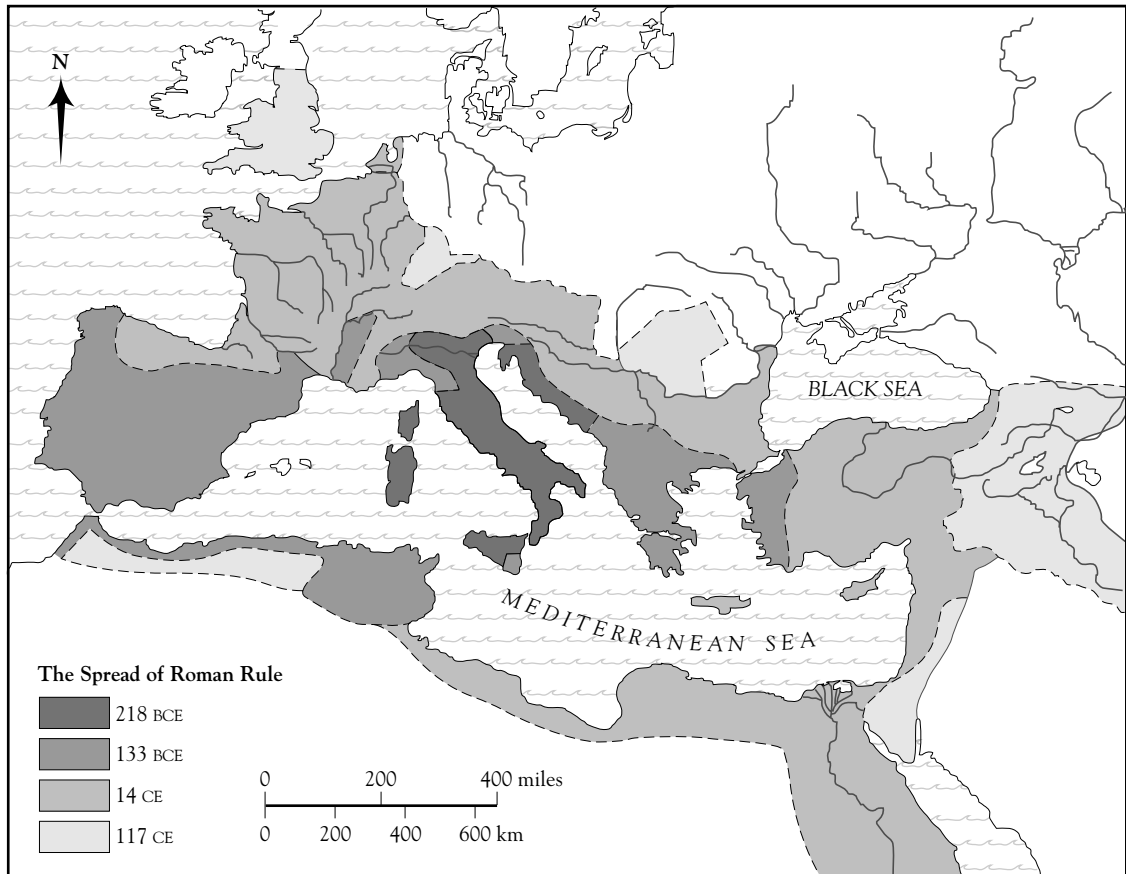 N
BLACK SEA
MEDITERRANEAN SEA
The Spread of Roman Rule
218 BCE
133 BCE
14 CE
117 CE
0 200 400 miles
0 200 400 600 km